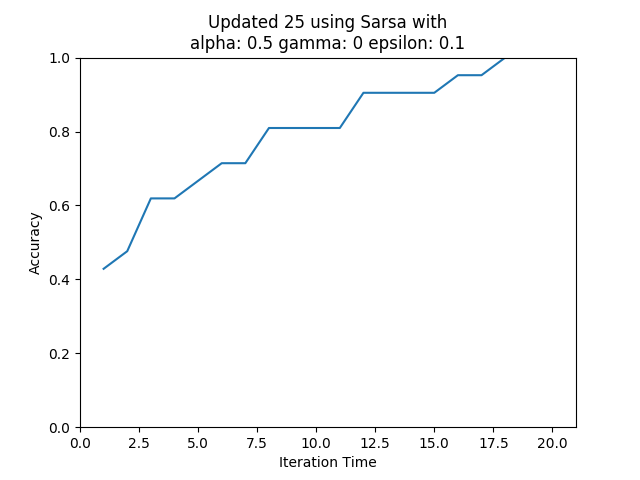 Updated 25 using Sarsa with
alpha: 0.5 gamma: 0 epsilon: 0.1
1.0
0.8
0.6
0.4
0.2
0.0
Accuracy
0.0 2.5 5.0 7.5 10.0 12.5 15.0 17.5 20.0
Iteration Time